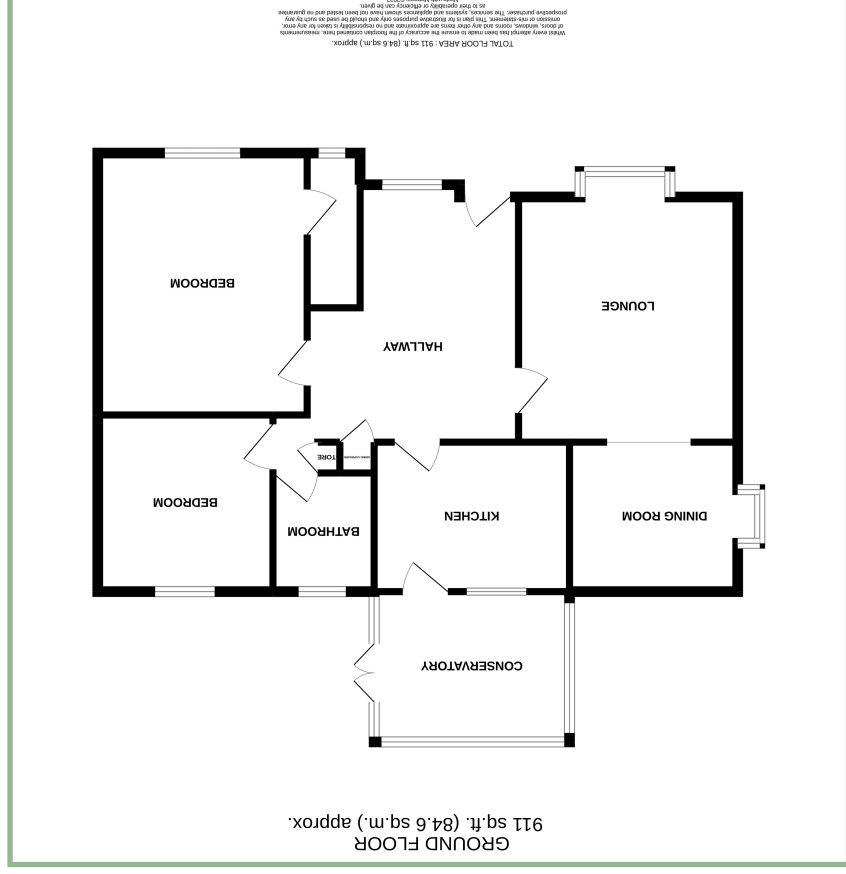 GROUND FLOOR
911 sq.ft. (84.6 sq.m.) approx.
CONSERVATORY
DINING ROOM
KITCHEN
BATHROOM
BEDROOM
STORE
HALLWAY
LOUNGE
BEDROOM
TOTAL FLOOR AREA : 911 sq.ft. (84.6 sq.m.) approx.
Whilst every attempt has been made to ensure the accuracy of the floorplan contained here, measurements
of doors, windows, rooms and any other items are approximate and no responsibility is taken for any error,
omission or mis-statement. This plan is for illustrative purposes only and should be used as such by any
prospective purchaser. The services, systems and appliances shown have not been tested and no guarantee
as to their operability or efficiency can be given.